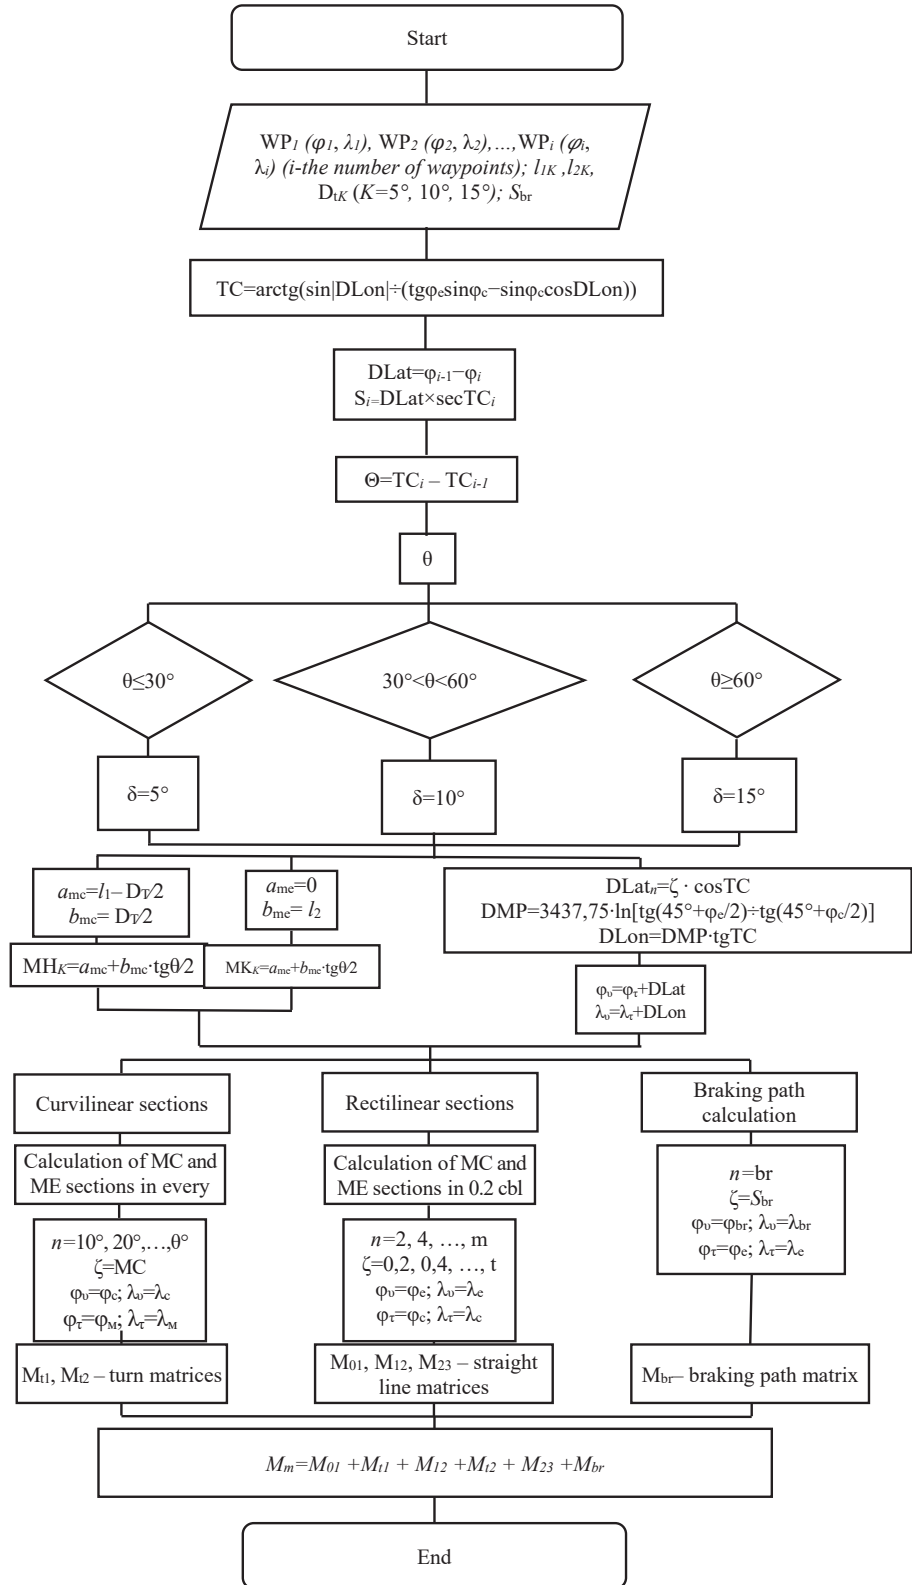 Start
WP1 (φ1, λ1), WP2 (φ2, λ2),...,WPi (φi,
λi) (i-the number of waypoints); l1K ,l2K,
DtK (K=5°, 10°, 15°); Sbr
TC=arctg(sin|DLon|÷(tgφesinφc−sinφccosDLon))
DLat=φi-1−φi
Si=DLat×secTCi
Θ=TCi – TCi-1
θ
θ≤30°
30°<θ<60°
θ≥60°
δ=5°
δ=10°
δ=15°
amc=l1– DT/2
bmc= DT/2
ame=0
bme= l2
DLatn=ζ · cosTC
DMP=3437,75·ln[tg(45°+φe/2)÷tg(45°+φc/2)]
DLon=DMP·tgTC
MHK=amc+bmc·tgθ/2
MKK=ame+bme·tgθ/2
φυ=φτ+DLat
λυ=λτ+DLon
Curvilinear sections
Rectilinear sections
Braking path
calculation
Calculation of MC and
ME sections in every
Calculation of MC and
ME sections in 0.2 cbl
n=br
ζ=Sbr
φυ=φbr; λυ=λbr
φτ=φe; λτ=λe
n=10°, 20°,…,θ°
ζ=MC
φυ=φc; λυ=λc
φτ=φм; λτ=λм
n=2, 4, …, m
ζ=0,2, 0,4, …, t
φυ=φe; λυ=λe
φτ=φc; λτ=λc
Mt1, Mt2 – turn matrices
M01, M12, M23 – straight
line matrices
Mbr– braking path matrix
Mm=M01 +Mt1 + M12 +Mt2 + M23 +Mbr
End